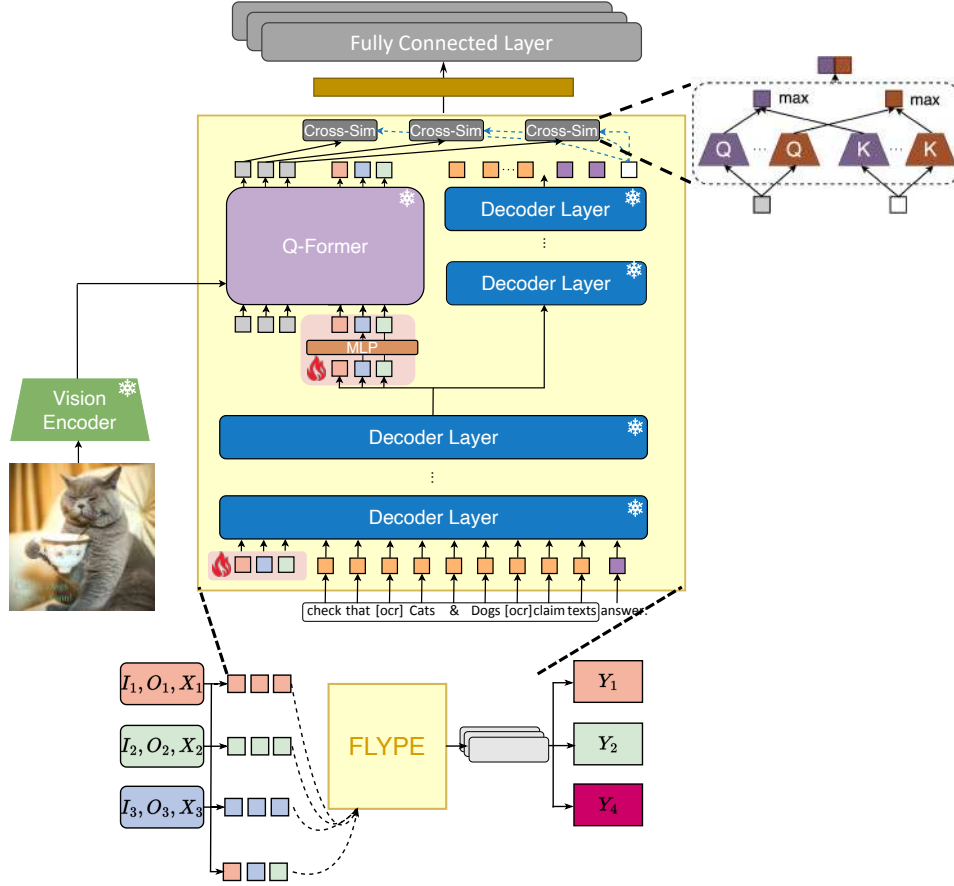 Fully Connected Layer
Cross-Sim Cross-Sim Cross-Sim
max max
Q ... Q K ... K
...
Q-Former
Decoder Layer
...
Decoder Layer
MLP
Vision
Encoder
Decoder Layer
...
Decoder Layer
check that [ocr] Cats & Dogs [ocr] claim texts answer:
I₁, O₁, X₁
I₂, O₂, X₂
I₃, O₃, X₃
FLYPE
Y₁
Y₂
Y₄